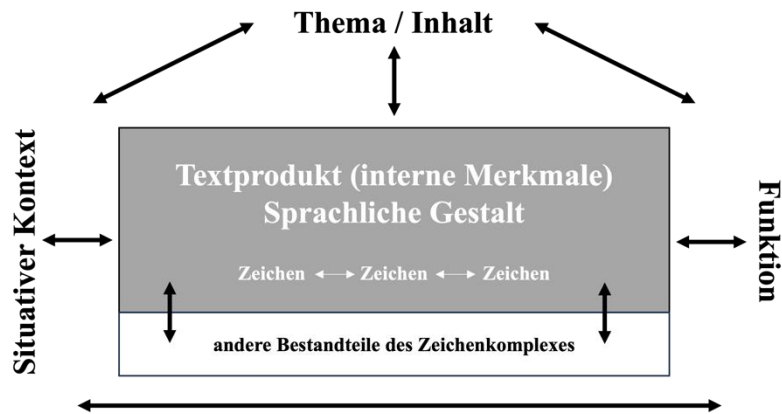 Thema / Inhalt
Situativer Kontext
Textprodukt (interne Merkmale)
Sprachliche Gestalt
Zeichen Zeichen Zeichen
andere Bestandteile des Zeichenkomplexes
Funktion